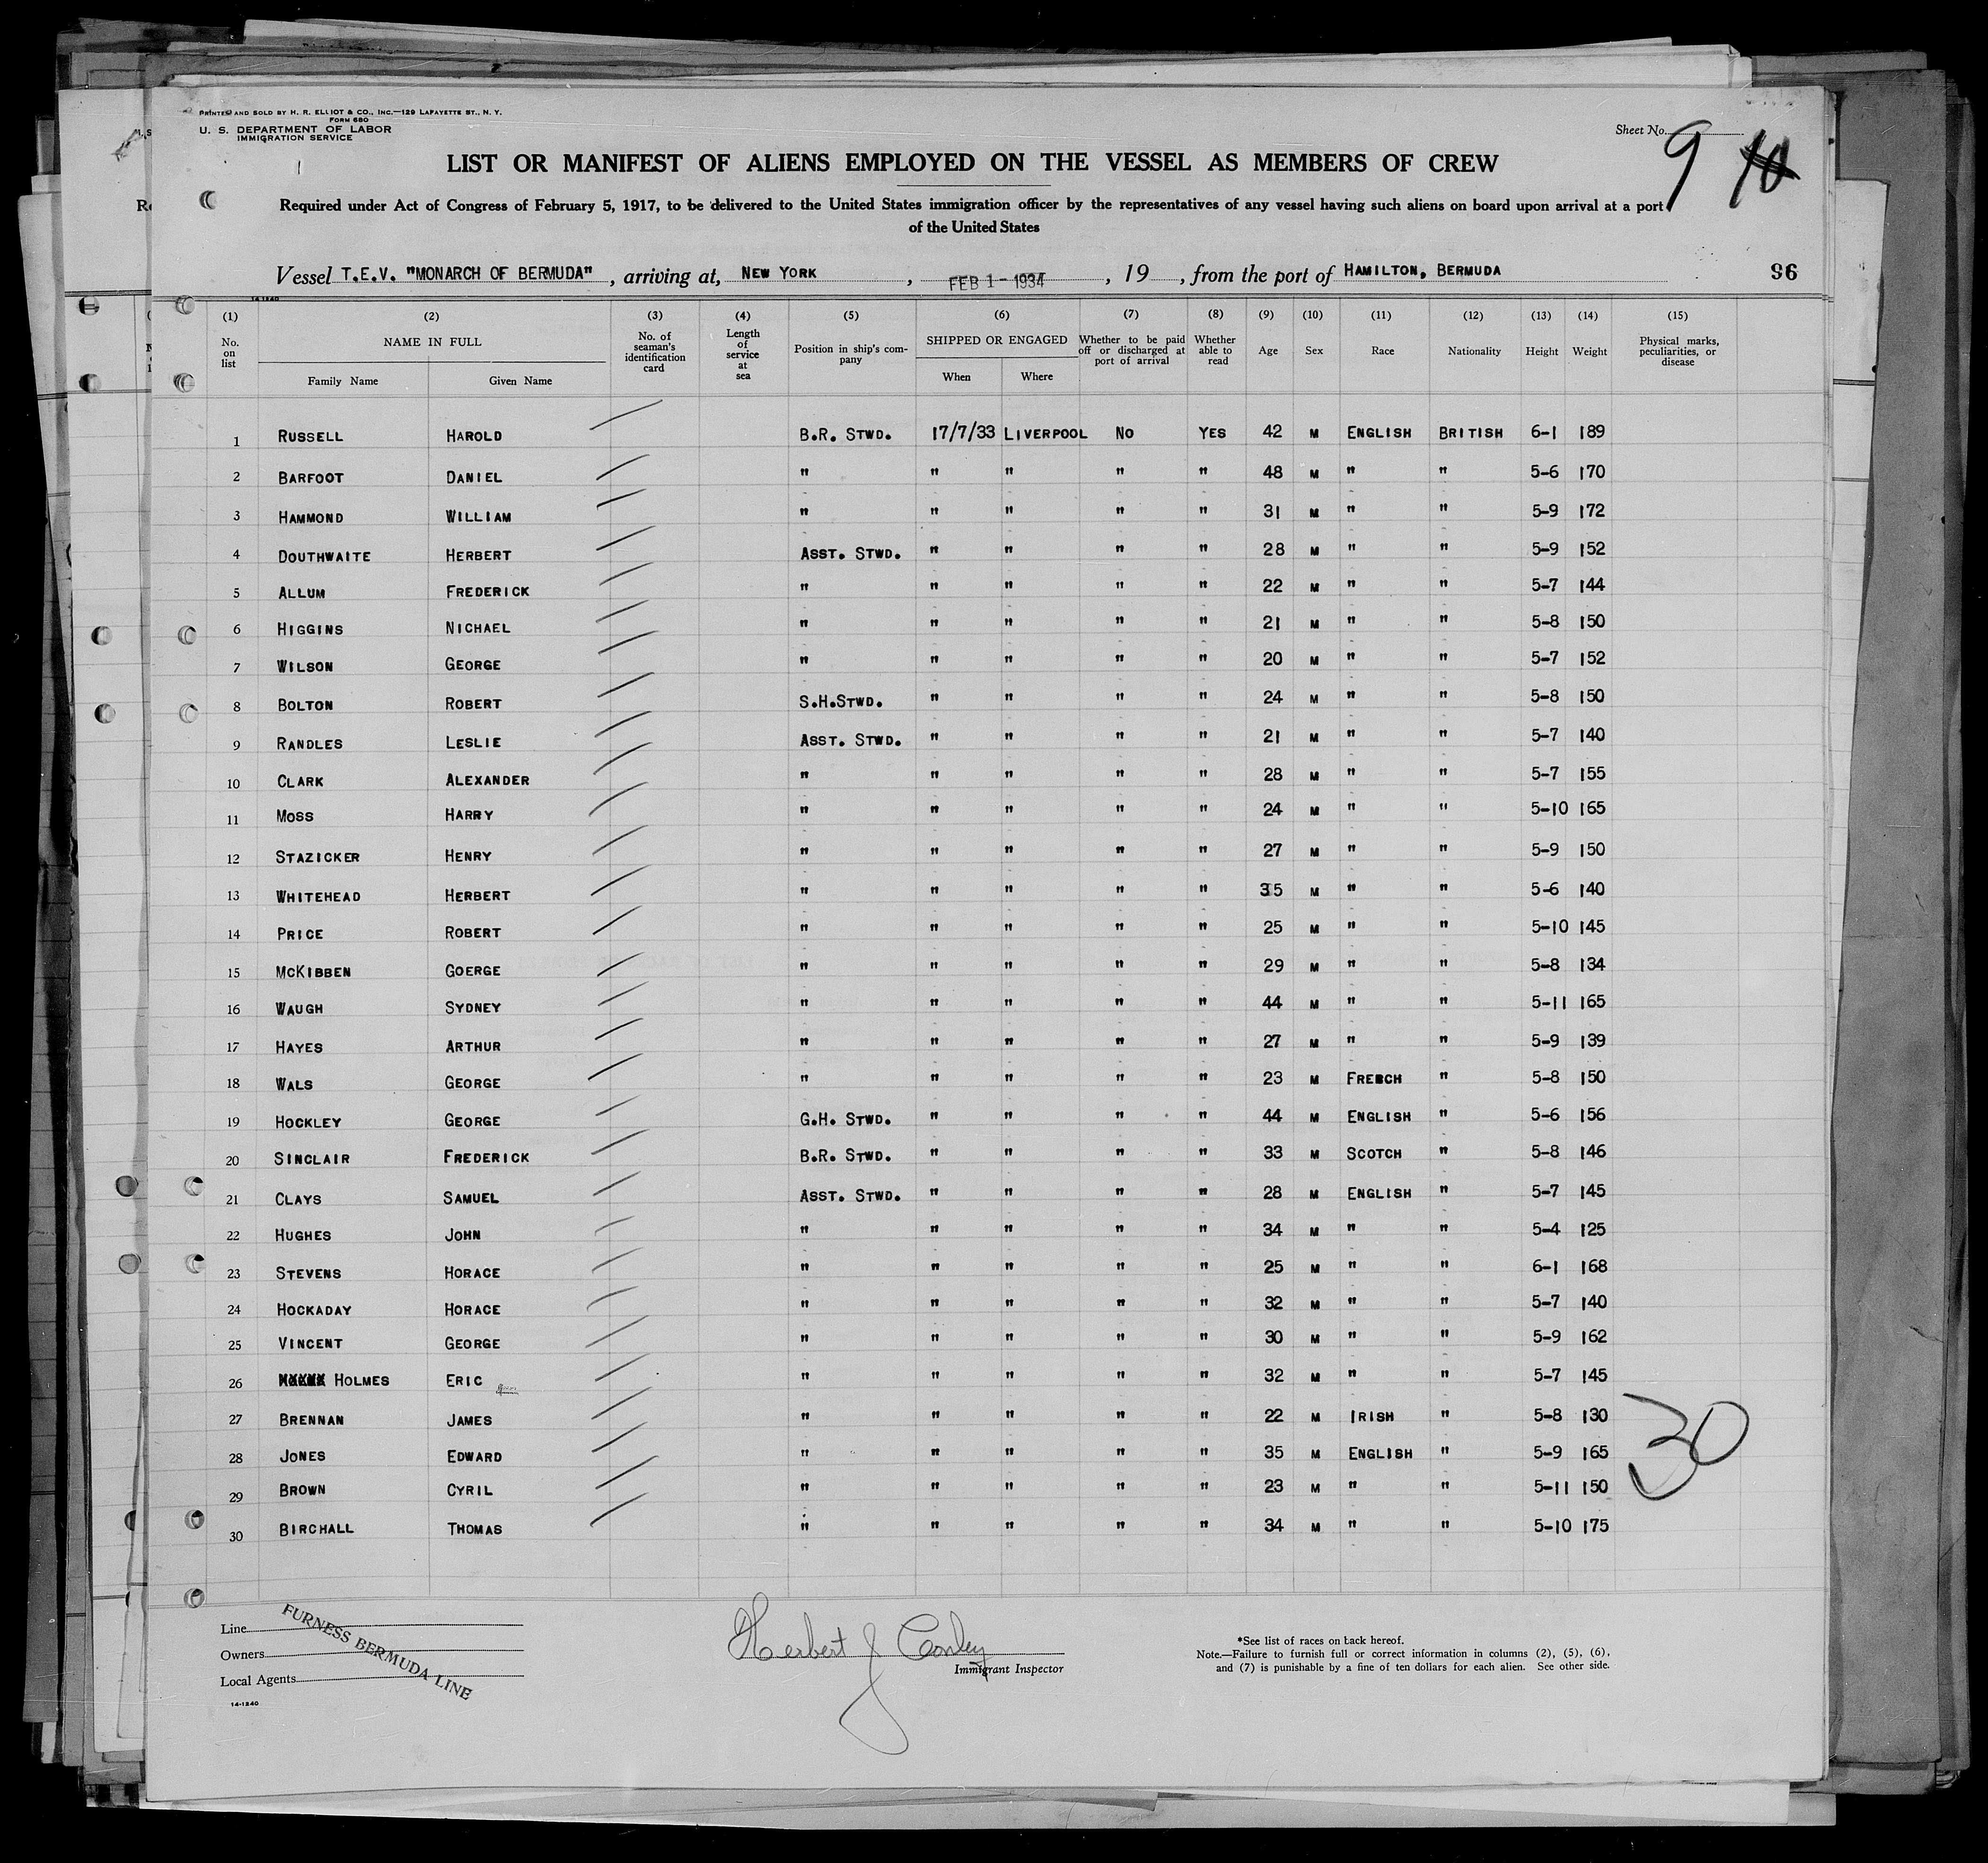 PRINTED AND SOLD BY H. R. ELLIOT & CO., INC.—129 LAFAYETTE ST., N. Y.
FORM 680
U. S. DEPARTMENT OF LABOR
IMMIGRATION SERVICE
Sheet No. 9 10
LIST OR MANIFEST OF ALIENS EMPLOYED ON THE VESSEL AS MEMBERS OF CREW
Required under Act of Congress of February 5, 1917, to be delivered to the United States immigration officer by the representatives of any vessel having such aliens on board upon arrival at a port
of the United States
Vessel T.E.V. "MONARCH OF BERMUDA", arriving at, NEW YORK, FEB 1 - 1934, 19, from the port of HAMILTON, BERMUDA 96
14-1240
(1) (2) (3) (4) (5) (6) (7) (8) (9) (10) (11) (12) (13) (14) (15)
No. on list NAME IN FULL Family Name Given Name No. of seaman's identification card Length of service at sea Position in ship's company SHIPPED OR ENGAGED When Where Whether to be paid off or discharged at port of arrival Whether able to read Age Sex Race Nationality Height Weight Physical marks, peculiarities, or disease
1 RUSSELL HAROLD B.R. STWD. 17/7/33 LIVERPOOL NO YES 42 M ENGLISH BRITISH 6-1 189
2 BARFOOT DANIEL " " " " " 48 M " " 5-6 170
3 HAMMOND WILLIAM " " " " " 31 M " " 5-9 172
4 DOUTHWAITE HERBERT ASST. STWD. " " " " 28 M " " 5-9 152
5 ALLUM FREDERICK " " " " " 22 M " " 5-7 144
6 HIGGINS NICHAEL " " " " " 21 M " " 5-8 150
7 WILSON GEORGE " " " " " 20 M " " 5-7 152
8 BOLTON ROBERT S.H.STWD. " " " " 24 M " " 5-8 150
9 RANDLES LESLIE ASST. STWD. " " " " 21 M " " 5-7 140
10 CLARK ALEXANDER " " " " " 28 M " " 5-7 155
11 MOSS HARRY " " " " " 24 M " " 5-10 165
12 STAZICKER HENRY " " " " " 27 M " " 5-9 150
13 WHITEHEAD HERBERT " " " " " 35 M " " 5-6 140
14 PRICE ROBERT " " " " " 25 M " " 5-10 145
15 MCKIBBEN GOERGE " " " " " 29 M " " 5-8 134
16 WAUGH SYDNEY " " " " " 44 M " " 5-11 165
17 HAYES ARTHUR " " " " " 27 M " " 5-9 139
18 WALS GEORGE " " " " " 23 M FREBCH " 5-8 150
19 HOCKLEY GEORGE G.H. STWD. " " " " 44 M ENGLISH " 5-6 156
20 SINCLAIR FREDERICK B.R. STWD. " " " " 33 M SCOTCH " 5-8 146
21 CLAYS SAMUEL ASST. STWD. " " " " 28 M ENGLISH " 5-7 145
22 HUGHES JOHN " " " " " 34 M " " 5-4 125
23 STEVENS HORACE " " " " " 25 M " " 6-1 168
24 HOCKADAY HORACE " " " " " 32 M " " 5-7 140
25 VINCENT GEORGE " " " " " 30 M " " 5-9 162
26 HOLMES ERIC " " " " " 32 M " " 5-7 145
27 BRENNAN JAMES " " " " " 22 M IRISH " 5-8 130
28 JONES EDWARD " " " " " 35 M ENGLISH " 5-9 165
29 BROWN CYRIL " " " " " 23 M " " 5-11 150
30 BIRCHALL THOMAS " " " " " 34 M " " 5-10 175
30
Line
Owners
Local Agents
FURNESS BERMUDA LINE
14-1240
Herbert J Conley
Immigrant Inspector
*See list of races on back hereof.
Note.—Failure to furnish full or correct information in columns (2), (5), (6),
and (7) is punishable by a fine of ten dollars for each alien. See other side.